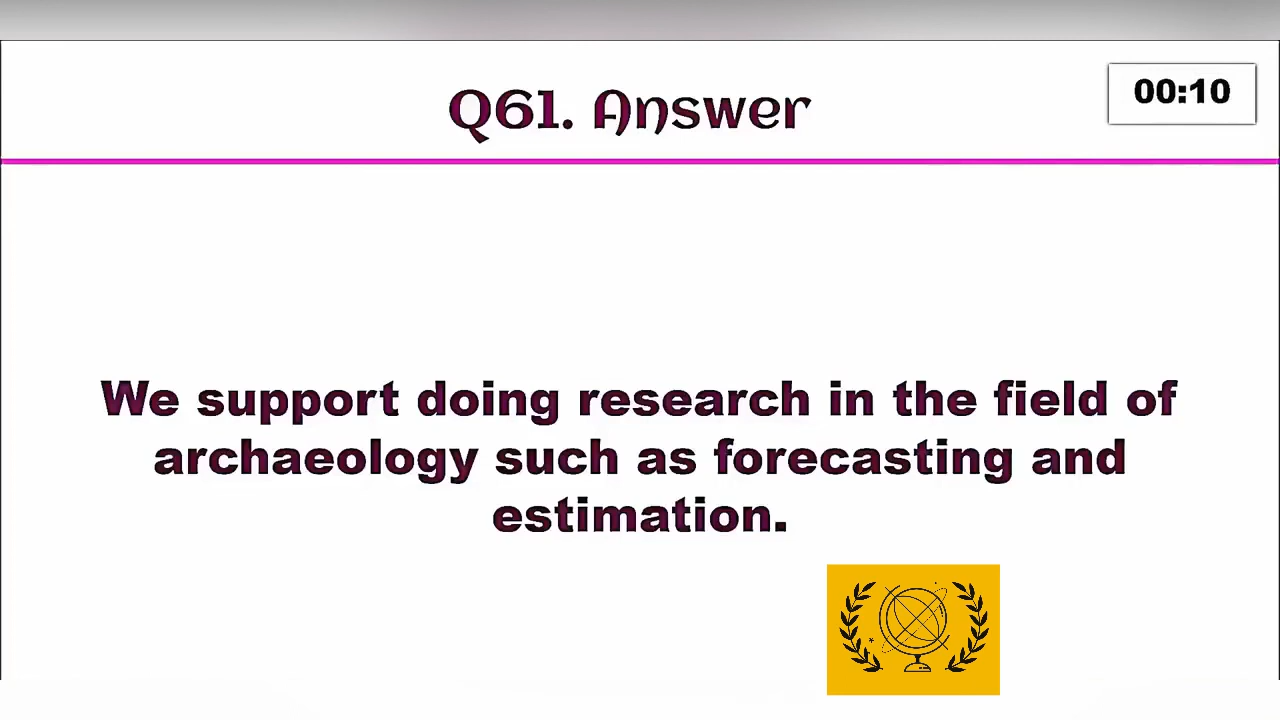 Q61. Answer
00:10
We support doing research in the field of
archaeology such as forecasting and
estimation.